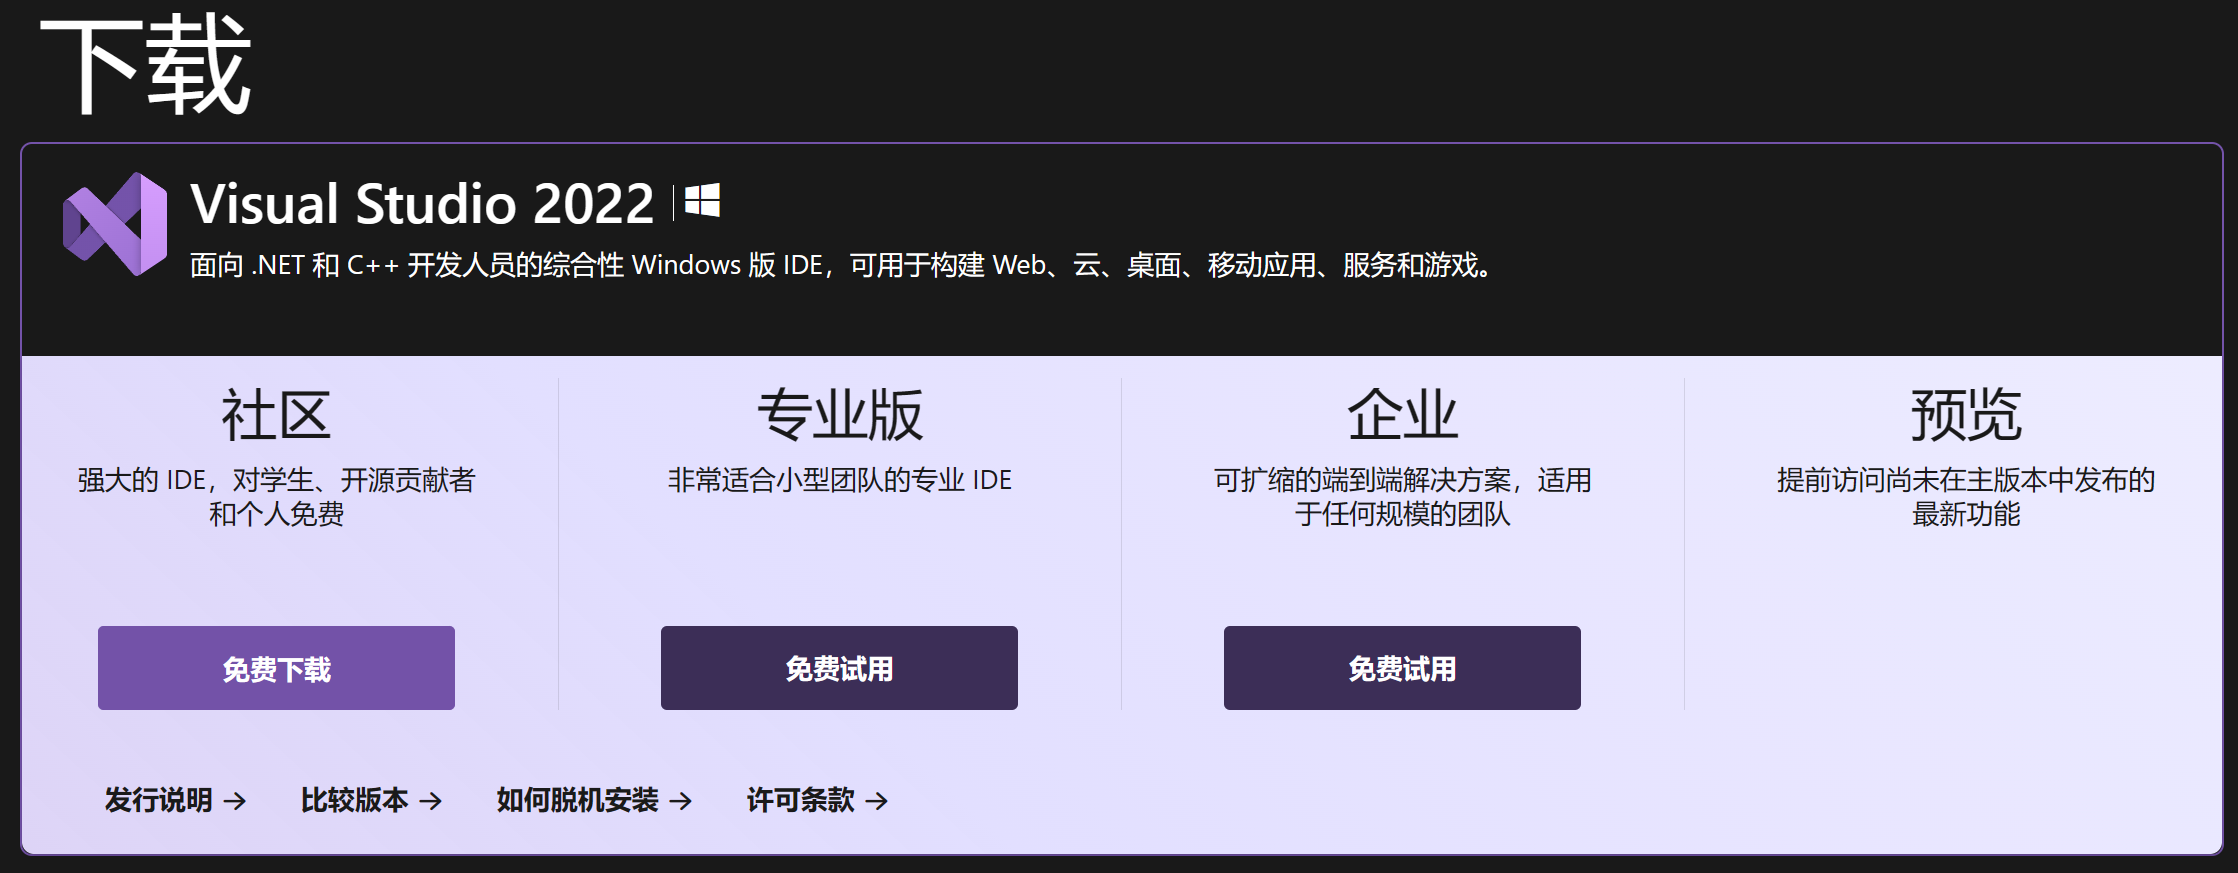 下载
Visual Studio 2022
面向 .NET 和 C++ 开发人员的综合性 Windows 版 IDE，可用于构建 Web、云、桌面、移动应用、服务和游戏。
社区
强大的 IDE，对学生、开源贡献者
和个人免费
免费下载
专业版
非常适合小型团队的专业 IDE
免费试用
企业
可扩缩的端到端解决方案，适用
于任何规模的团队
免费试用
预览
提前访问尚未在主版本中发布的
最新功能
发行说明 →
比较版本 →
如何脱机安装 →
许可条款 →